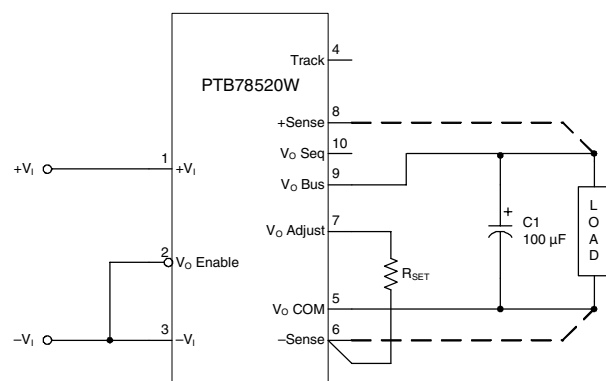 4
Track
PTB78520W
8
+Sense
10
VO Seq
1
+VI
+VI
9
VO Bus
7
VO Adjust
+
C1
100 µF
LOAD
2
VO Enable
RSET
5
VO COM
3
–VI
–VI
6
–Sense